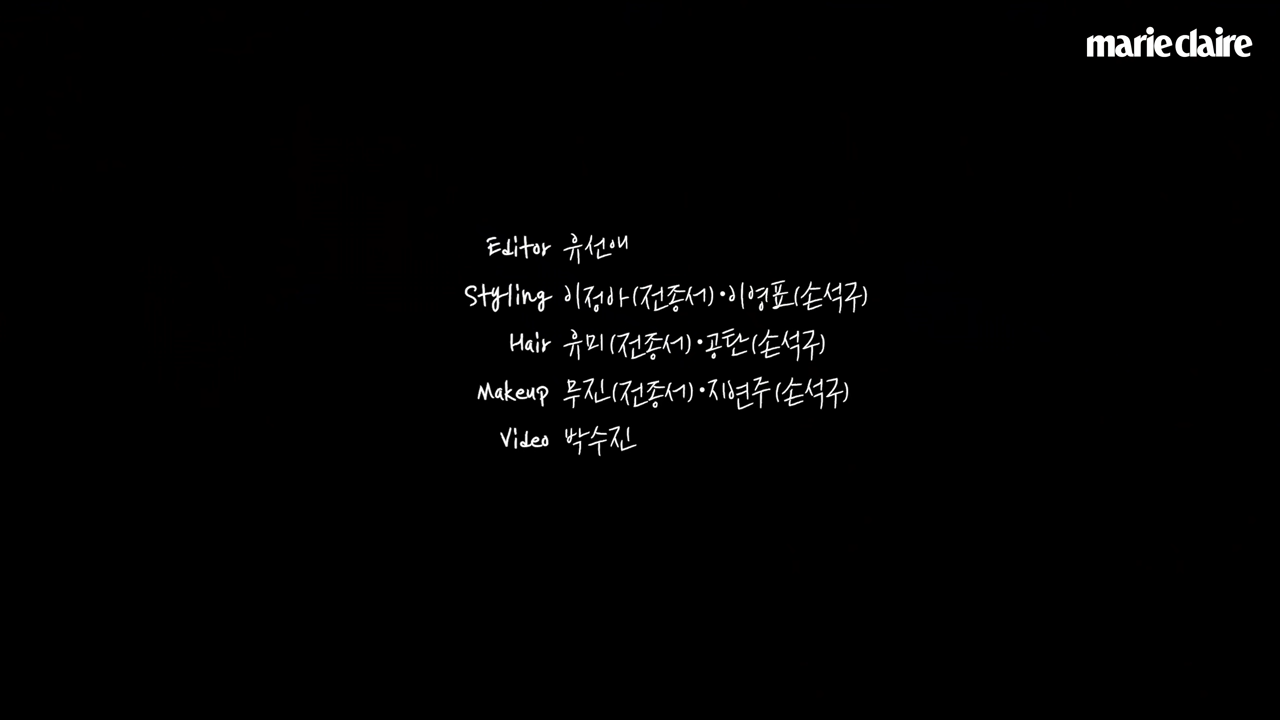 marie claire
Editor 류선애
Styling 이정아(전종서)·이영표(손석구)
Hair 유미(전종서)·공탄(손석구)
Makeup 무진(전종서)·지현주(손석구)
Video 박수진